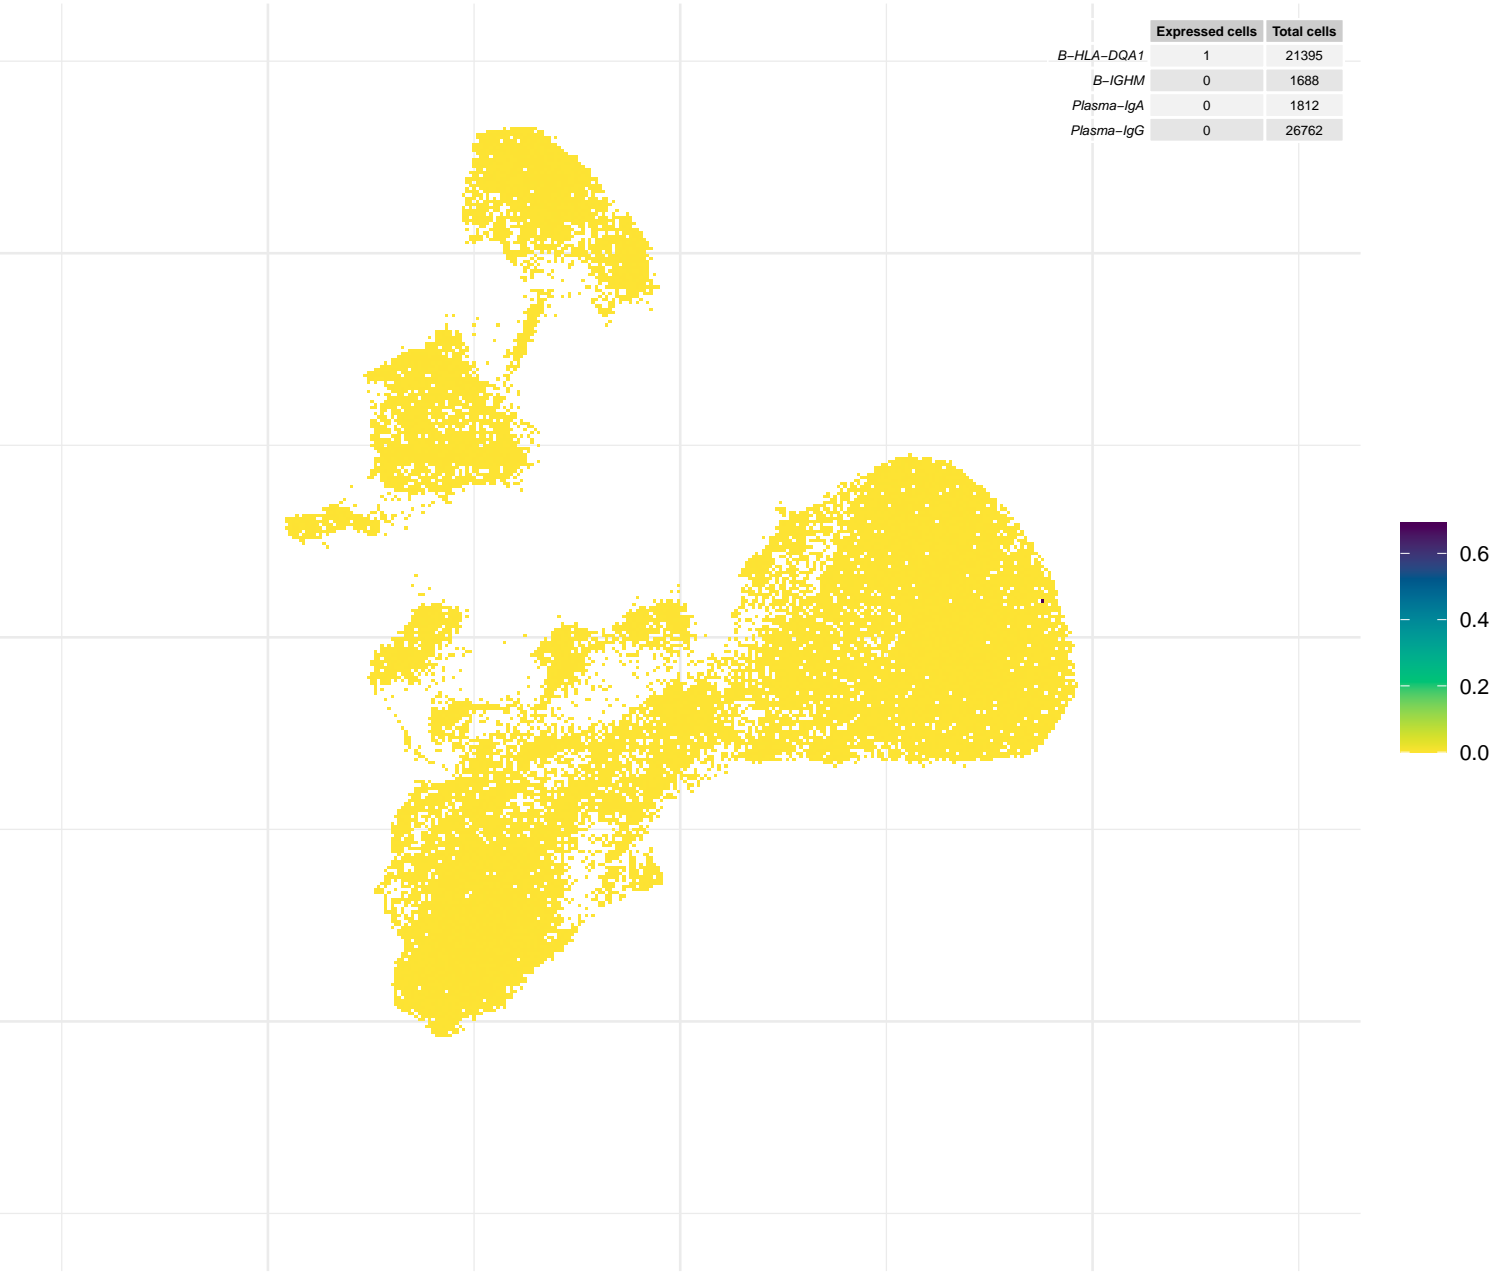 Expressed cells Total cells
B−HLA−DQA1 1 21395
B−IGHM 0 1688
Plasma−IgA 0 1812
Plasma−IgG 0 26762
0.6
0.4
0.2
0.0